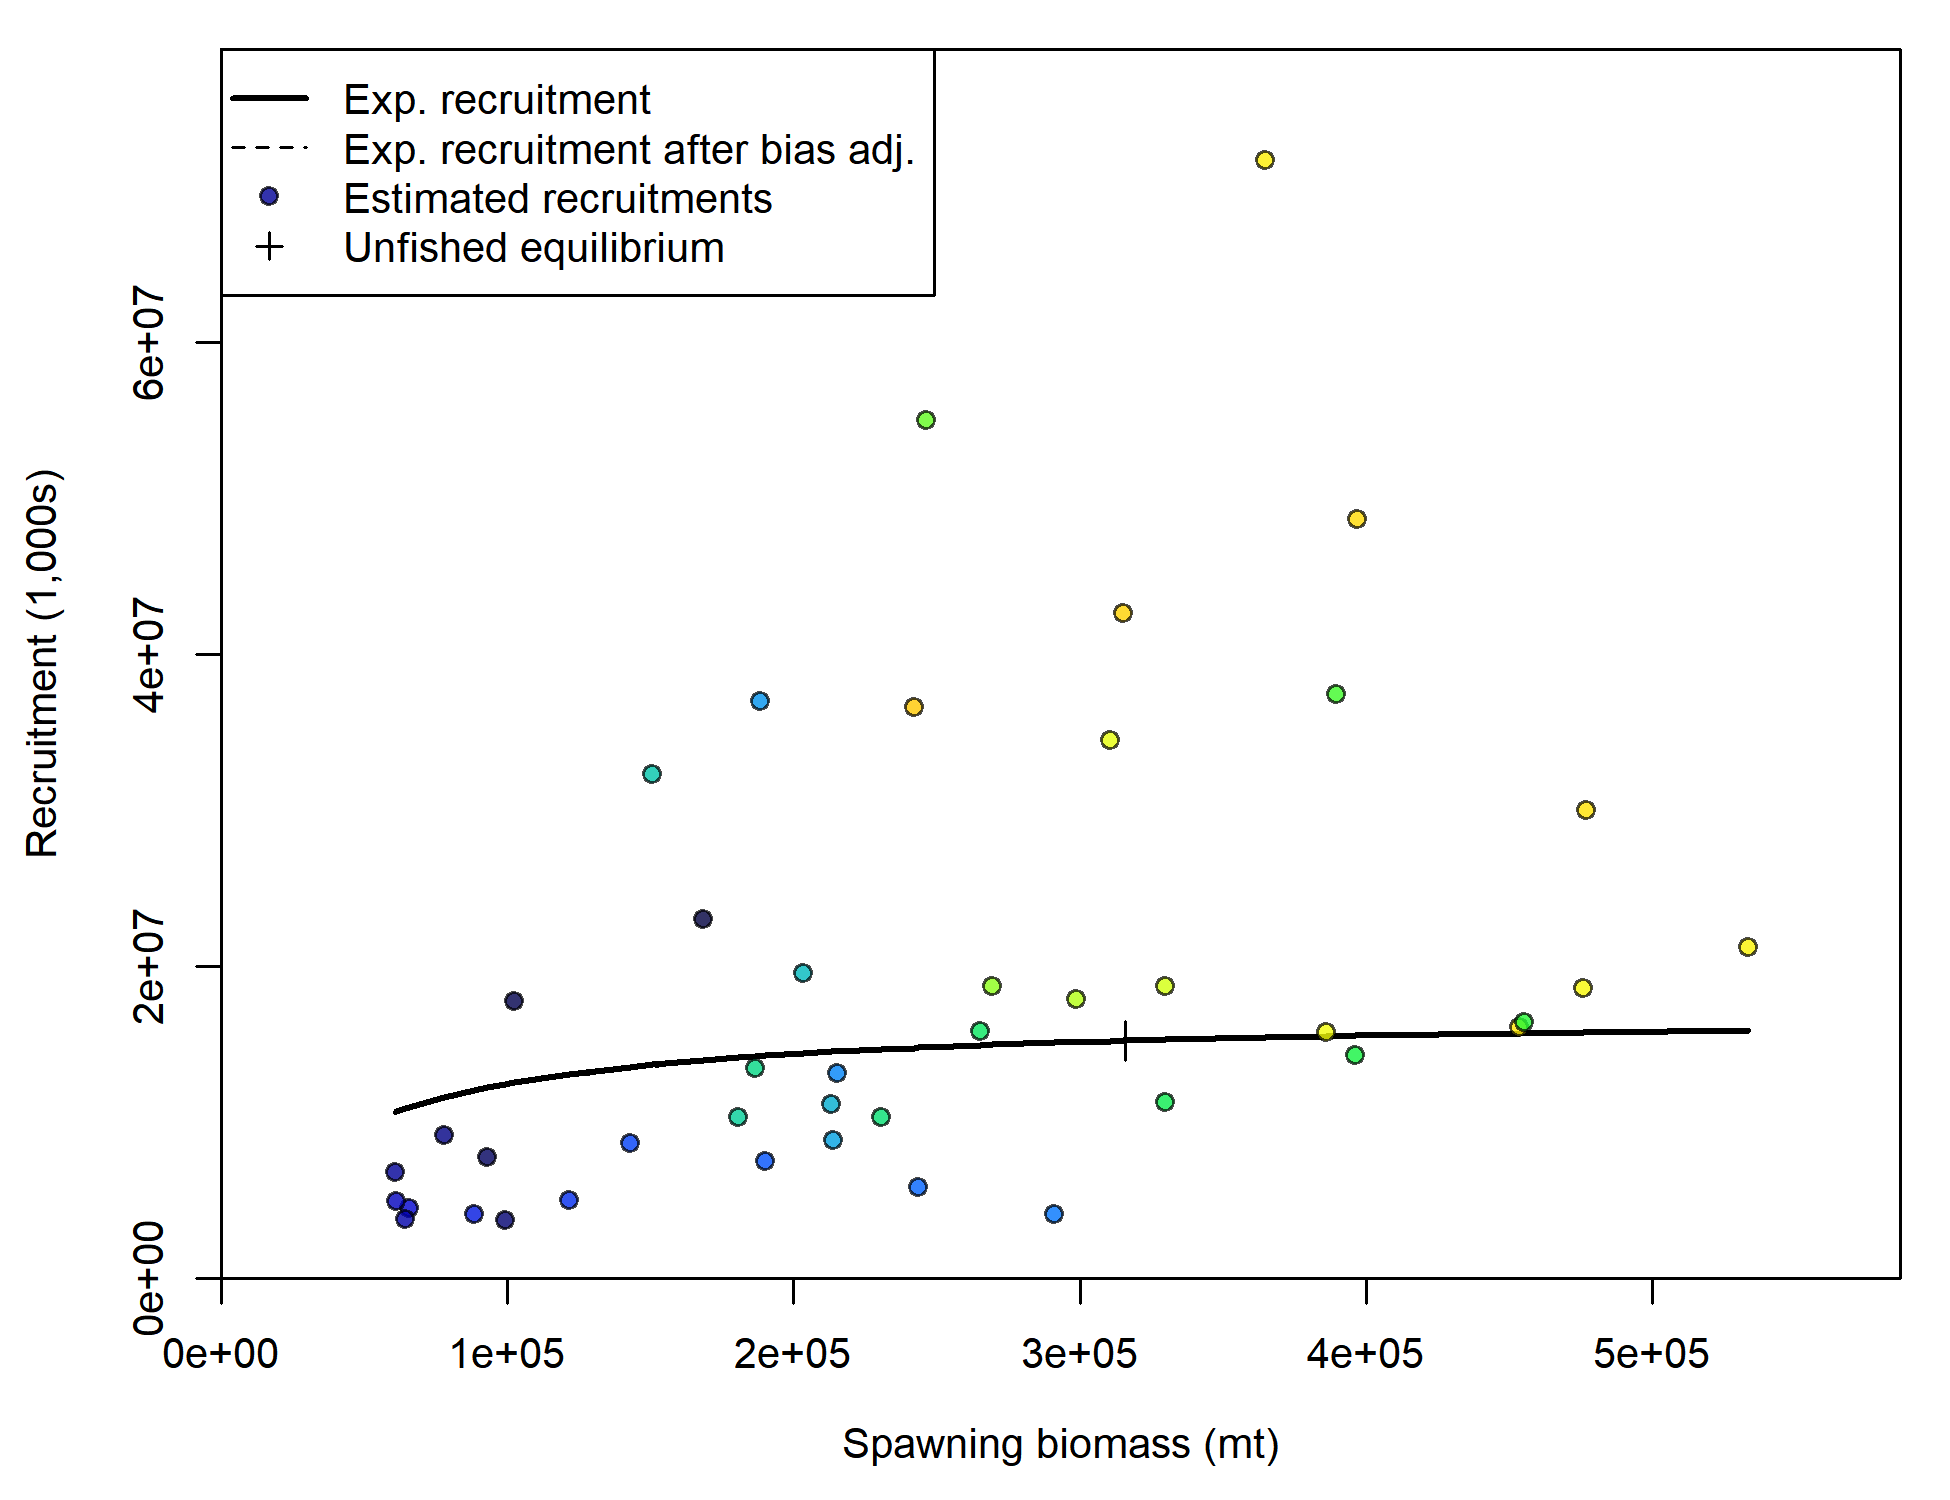 Exp. recruitment
Exp. recruitment after bias adj.
Estimated recruitments
Unfished equilibrium
Recruitment (1,000s)
6e+07
4e+07
2e+07
0e+00
0e+00 1e+05 2e+05 3e+05 4e+05 5e+05
Spawning biomass (mt)